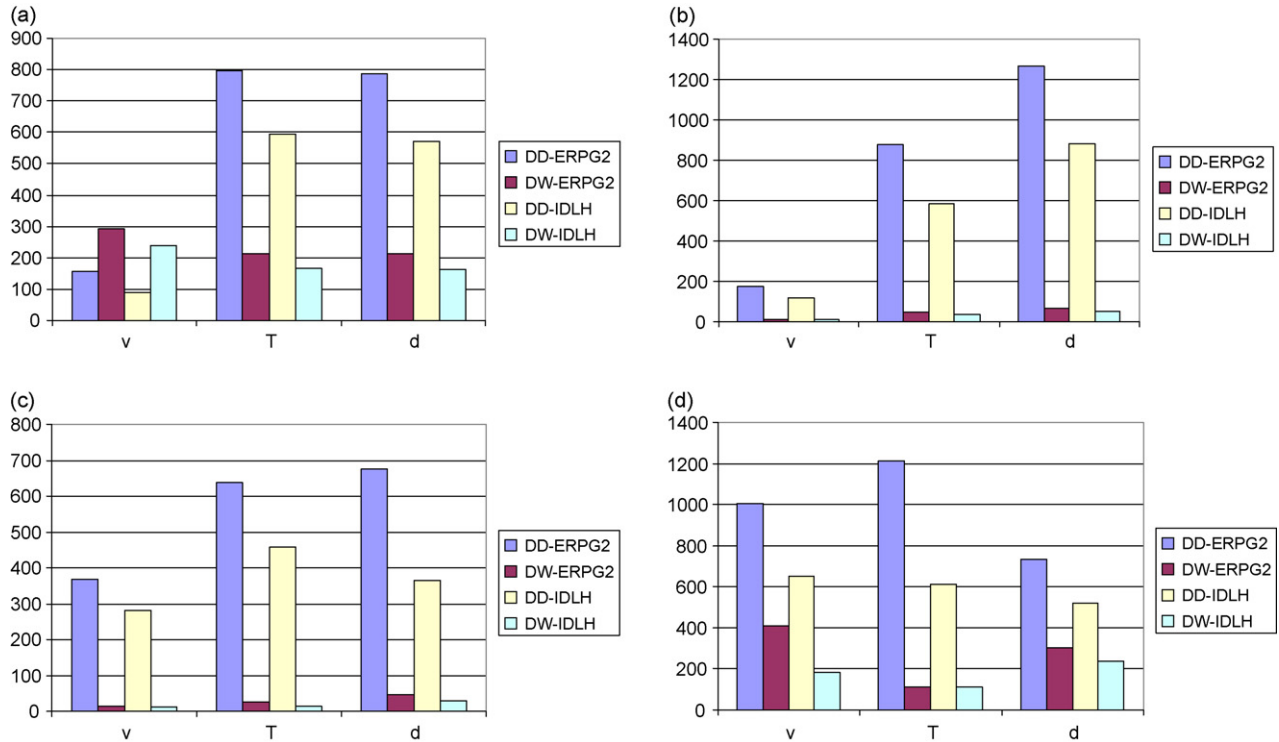 (a)
900
800
700
600
500
400
300
200
100
0
v T d
DD-ERPG2
DW-ERPG2
DD-IDLH
DW-IDLH
(b)
1400
1200
1000
800
600
400
200
0
v T d
DD-ERPG2
DW-ERPG2
DD-IDLH
DW-IDLH
(c)
800
700
600
500
400
300
200
100
0
v T d
DD-ERPG2
DW-ERPG2
DD-IDLH
DW-IDLH
(d)
1400
1200
1000
800
600
400
200
0
v T d
DD-ERPG2
DW-ERPG2
DD-IDLH
DW-IDLH